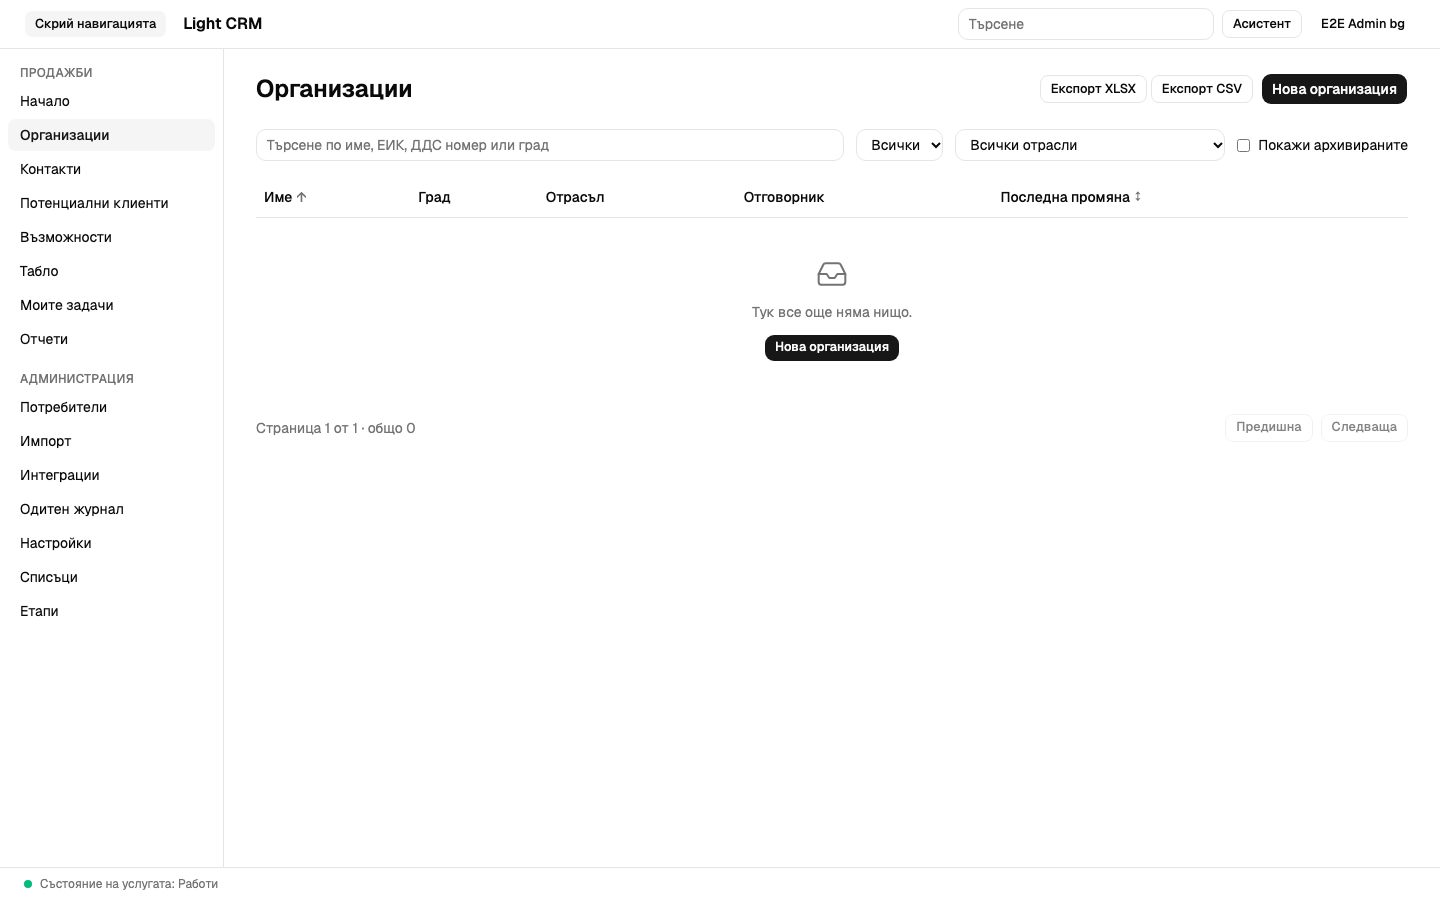 Скрий навигацията
Light CRM
Търсене
Асистент
E2E Admin bg
ПРОДАЖБИ
Начало
Организации
Контакти
Потенциални клиенти
Възможности
Табло
Моите задачи
Отчети
АДМИНИСТРАЦИЯ
Потребители
Импорт
Интеграции
Одитен журнал
Настройки
Списъци
Етапи
Организации
Експорт XLSX
Експорт CSV
Нова организация
Търсене по име, ЕИК, ДДС номер или град
Всички
Всички отрасли
Покажи архивираните
Име ↑
Град
Отрасъл
Отговорник
Последна промяна ↕
Тук все още няма нищо.
Нова организация
Страница 1 от 1 · общо 0
Предишна
Следваща
Състояние на услугата: Работи